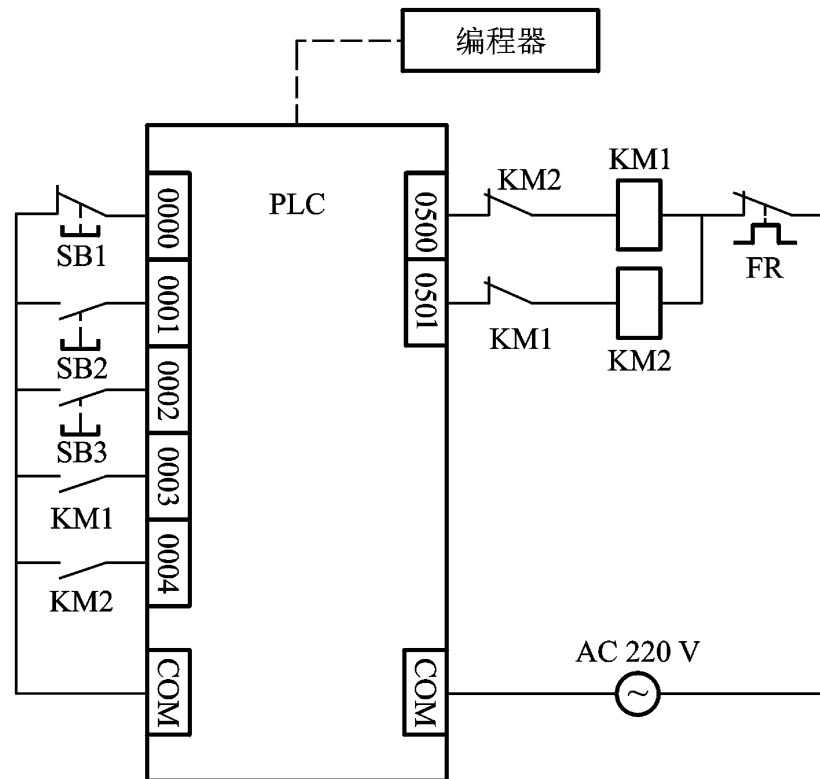 编程器
PLC
0000
SB1
0001
SB2
0002
SB3
0003
KM1
0004
KM2
COM
0500
KM2
KM1
FR
0501
KM1
KM2
COM
AC 220 V
~